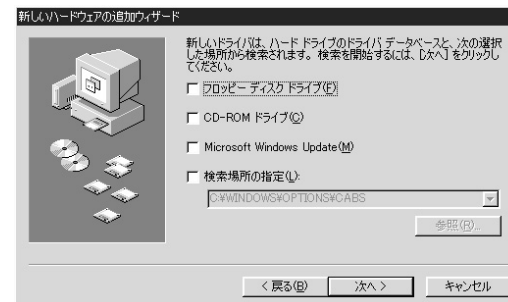 新しいハードウェアの追加ウィザード
新しいドライバは、ハード ドライブのドライバ データベースと、次の選択
した場所から検索されます。検索を開始するには、[次へ] をクリックし
てください。
フロッピー ディスク ドライブ(F)
CD-ROM ドライブ(C)
Microsoft Windows Update(M)
検索場所の指定(L):
C:¥WINDOWS¥OPTIONS¥CABS
参照(R)...
< 戻る(B)
次へ >
キャンセル